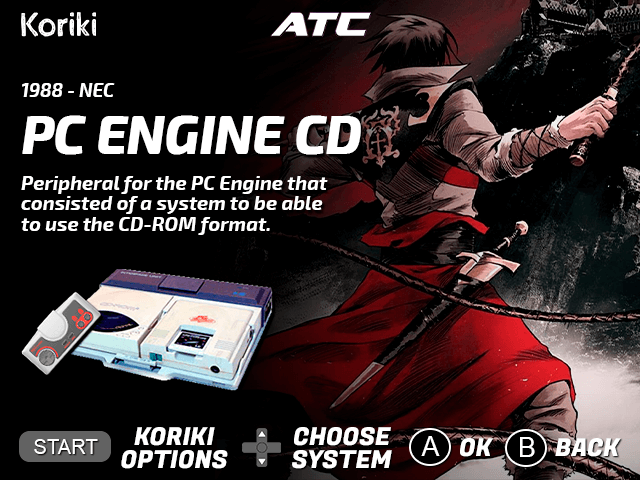 Koriki
ATC
1988 - NEC
PC ENGINE CD
Peripheral for the PC Engine that
consisted of a system to be able
to use the CD-ROM format.
START
KORIKI
OPTIONS
CHOOSE
SYSTEM
A OK
B BACK